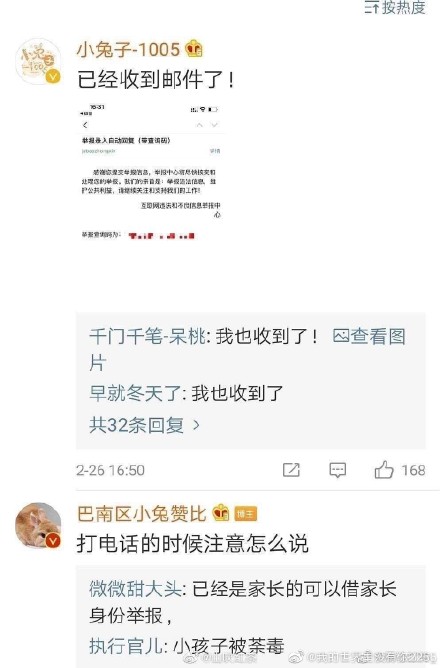 按热度
小兔子-1005
已经收到邮件了！
16:31
举报录入自动回复（带查询码）
详情
感谢你提交举报信息，举报中心将尽快核实和
处理您的举报。我们的宗旨是：举报违法信息，维
护公共利益，请继续关注和支持我们的工作！
互联网违法和不良信息举报中
心
举报查询码为：
千门千笔-呆桃: 我也收到了！ 查看图
片
早就冬天了: 我也收到了
共32条回复 >
2-26 16:50
168
巴南区小兔赞比
博主
打电话的时候注意怎么说
微微甜大头: 已经是家长的可以借家长
身份举报，
执行官儿: 小孩子被荼毒